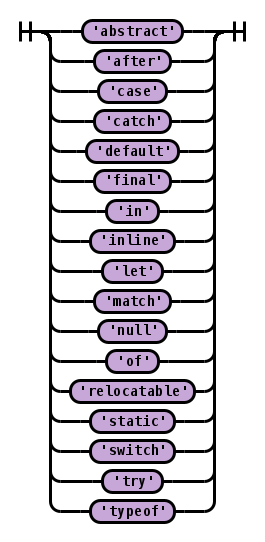 'abstract'
'after'
'case'
'catch'
'default'
'final'
'in'
'inline'
'let'
'match'
'null'
'of'
'relocatable'
'static'
'switch'
'try'
'typeof'